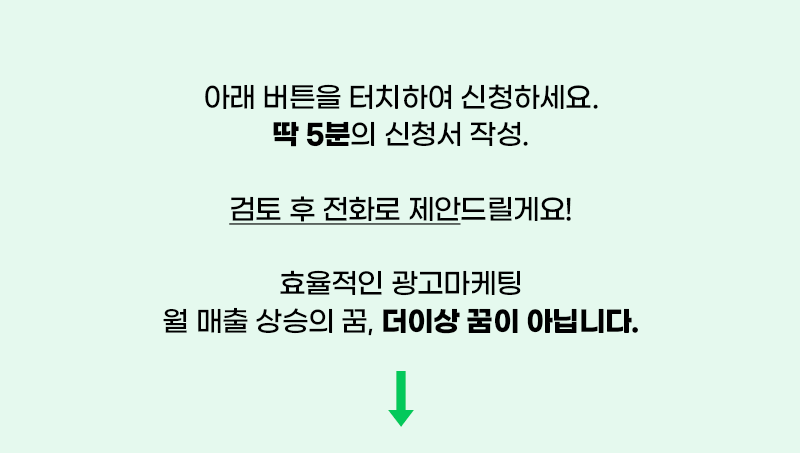 아래 버튼을 터치하여 신청하세요.
딱 5분의 신청서 작성.
검토 후 전화로 제안드릴게요!
효율적인 광고마케팅
월 매출 상승의 꿈, 더이상 꿈이 아닙니다.